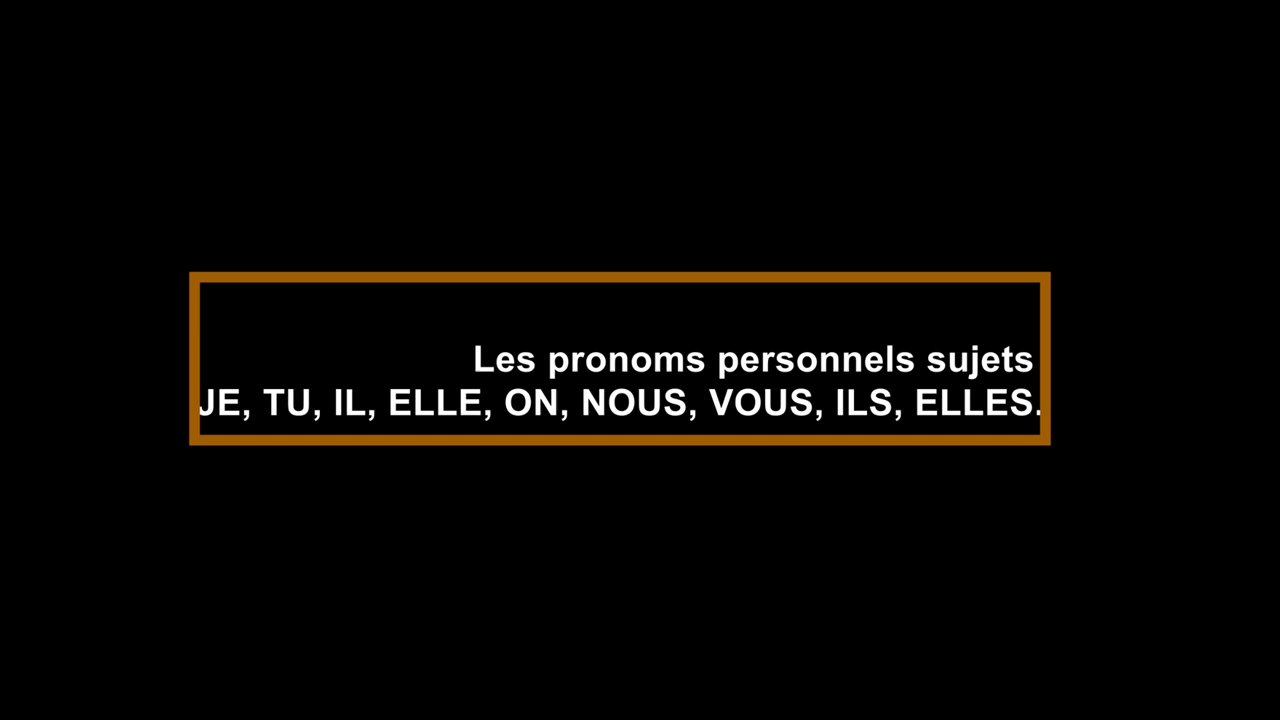 Les pronoms personnels sujets
JE, TU, IL, ELLE, ON, NOUS, VOUS, ILS, ELLES.